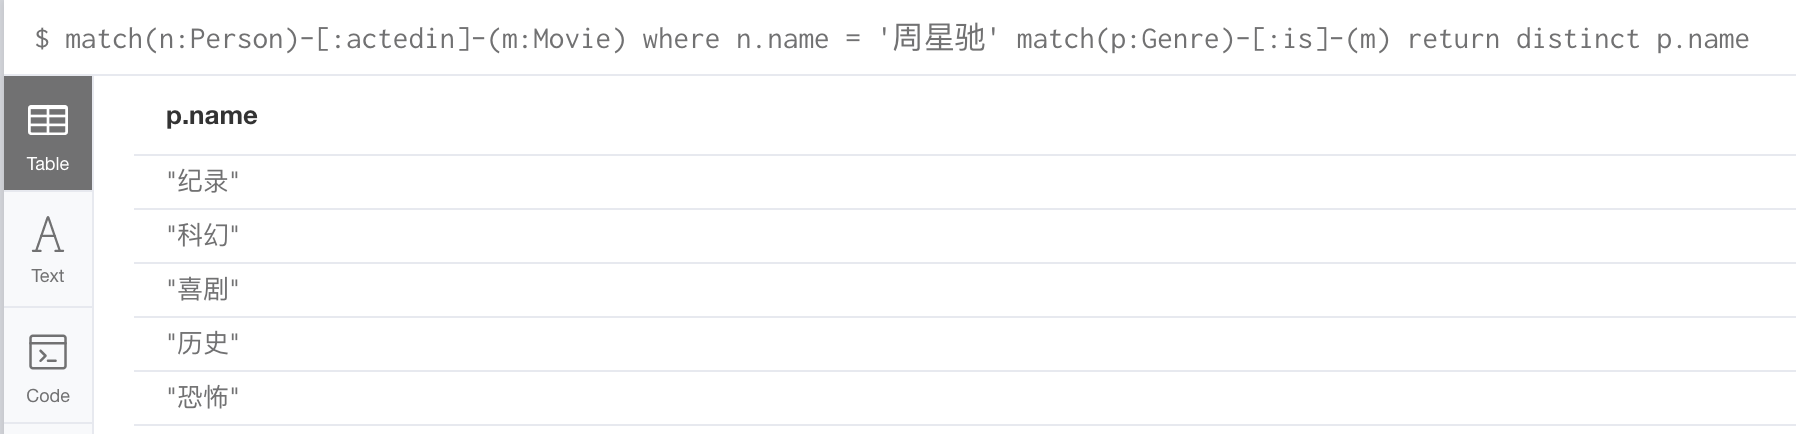 $ match(n:Person)-[:actedin]-(m:Movie) where n.name = '周星驰' match(p:Genre)-[:is]-(m) return distinct p.name
p.name
Table
"纪录"
"科幻"
Text
"喜剧"
"历史"
Code
"恐怖"